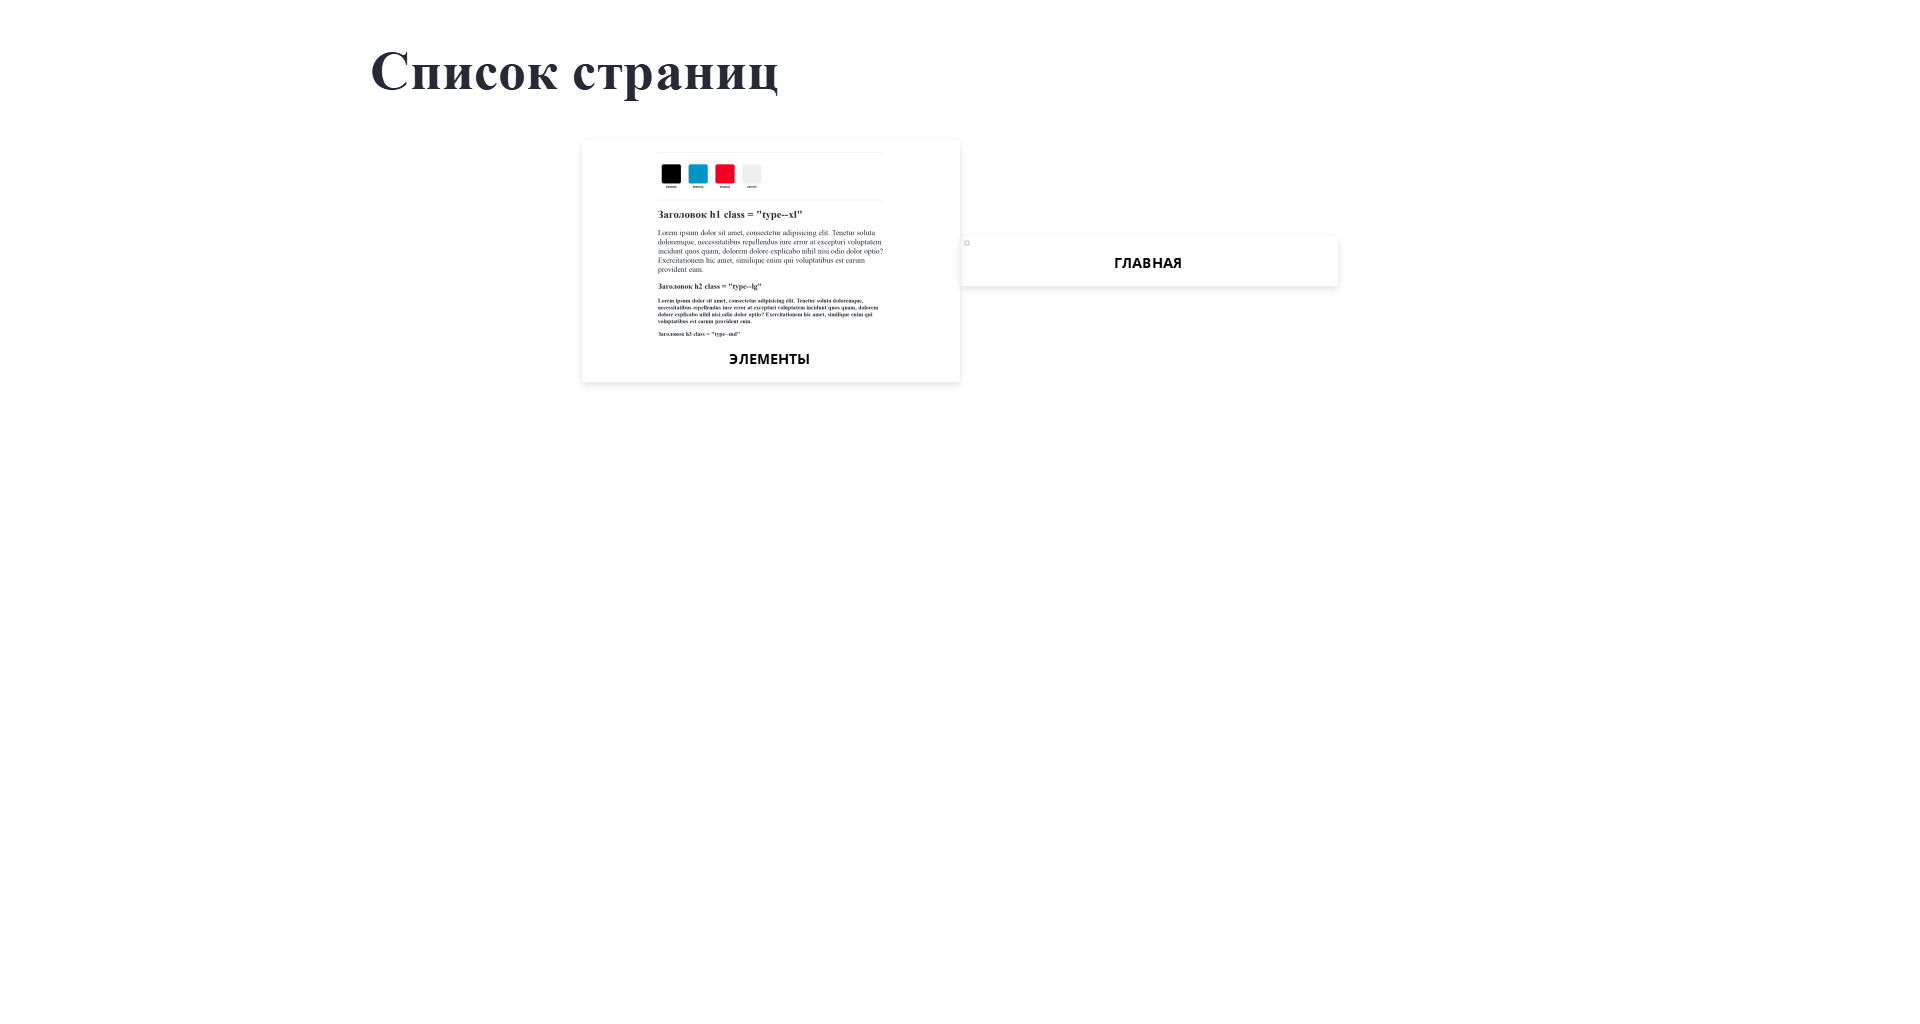 Список страниц
Заголовок h1 class = "type--xl"
Lorem ipsum dolor sit amet, consectetur adipisicing elit. Tenetur soluta
doloremque, necessitatibus repellendus iure error at excepturi voluptatem
incidunt quos quam, dolorem dolore explicabo nihil nisi odio dolor optio?
Exercitationem hic amet, similique enim qui voluptatibus est earum
provident eum.
Заголовок h2 class = "type--lg"
Lorem ipsum dolor sit amet, consectetur adipisicing elit. Tenetur soluta doloremque,
necessitatibus repellendus iure error at excepturi voluptatem incidunt quos quam, dolorem
dolore explicabo nihil nisi odio dolor optio? Exercitationem hic amet, similique enim qui
voluptatibus est earum provident eum.
Заголовок h3 class = "type--md"
ЭЛЕМЕНТЫ
ГЛАВНАЯ